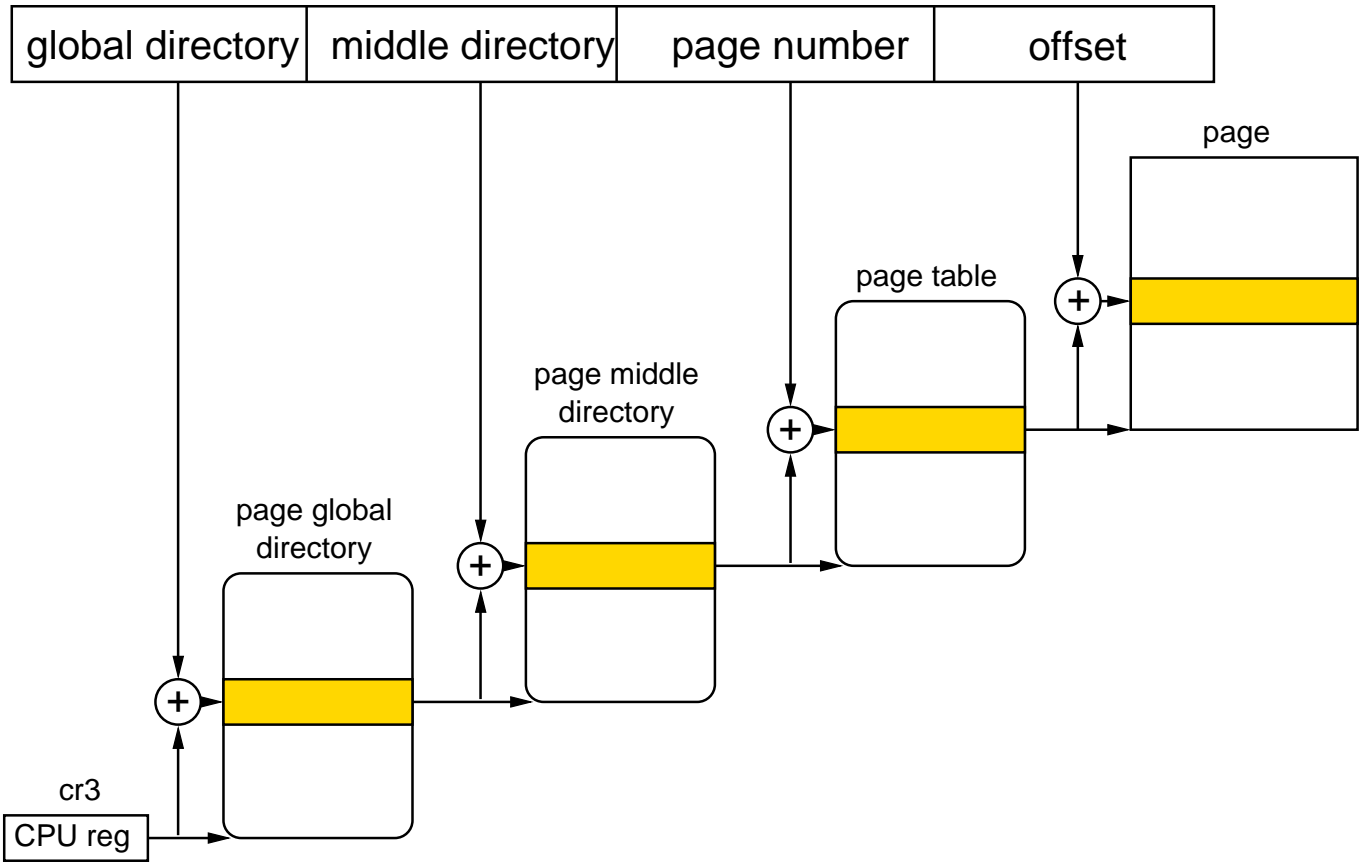 global directory
middle directory
page number
offset
page
page table
page middle
directory
page global
directory
cr3
CPU reg
+
+
+
+